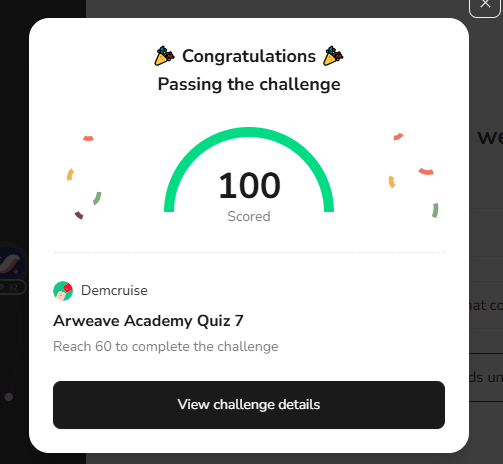 Congratulations
Passing the challenge
we
100
Scored
Demcruise
hat co
Arweave Academy Quiz 7
Reach 60 to complete the challenge
ds un
View challenge details